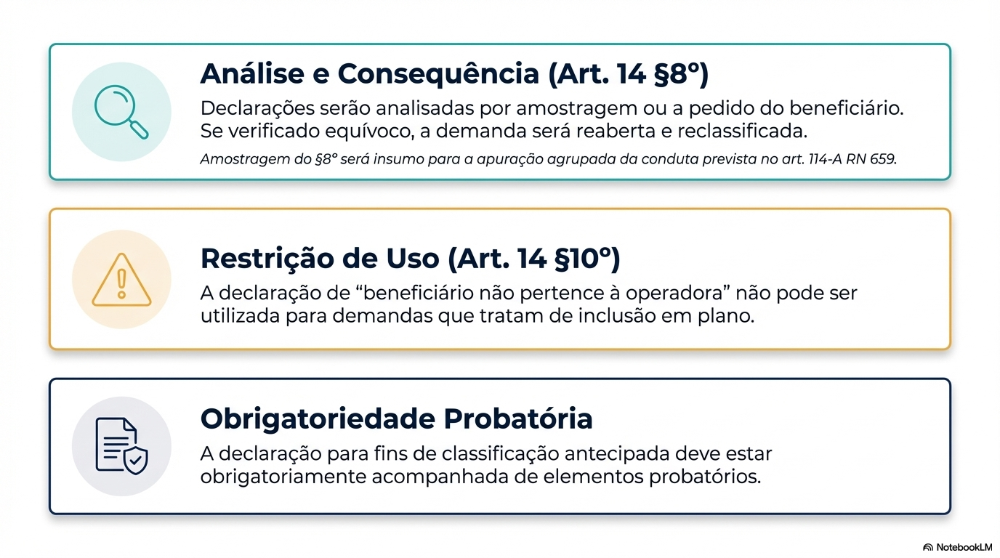 Análise e Consequência (Art. 14 §8º)
Declarações serão analisadas por amostragem ou a pedido do beneficiário.
Se verificado equívoco, a demanda será reaberta e reclassificada.
Amostragem do §8º será insumo para a apuração agrupada da conduta prevista no art. 114-A RN 659.
Restrição de Uso (Art. 14 §10º)
A declaração de “beneficiário não pertence à operadora” não pode ser
utilizada para demandas que tratam de inclusão em plano.
Obrigatoriedade Probatória
A declaração para fins de classificação antecipada deve estar
obrigatoriamente acompanhada de elementos probatórios.
NotebookLM